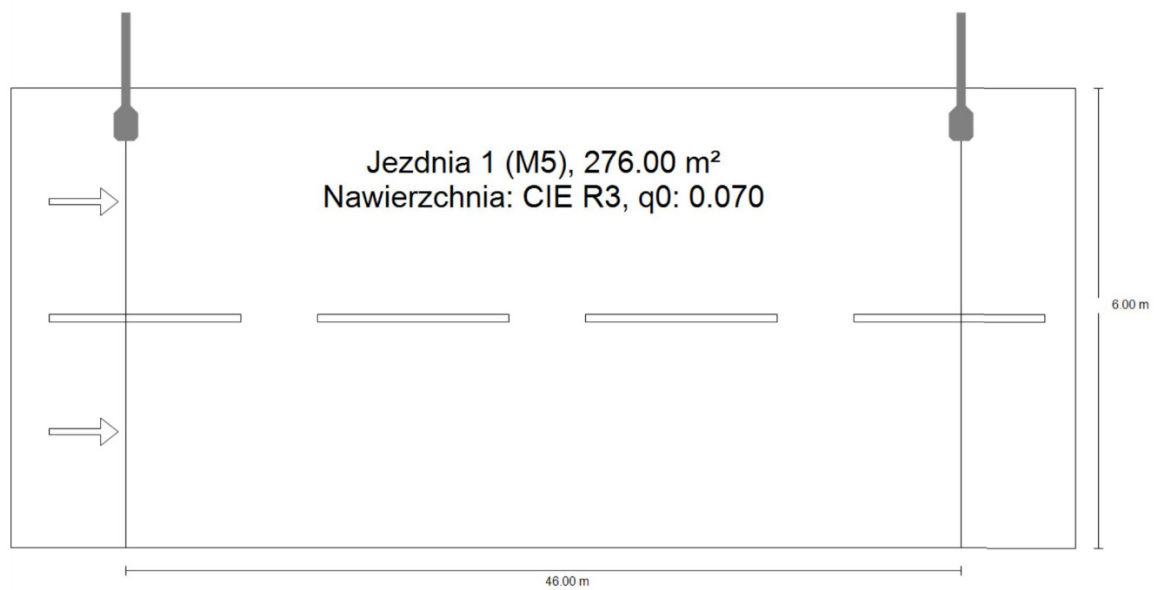 Jezdnia 1 (M5), 276.00 m²
Nawierzchnia: CIE R3, q0: 0.070
6.00 m
46.00 m